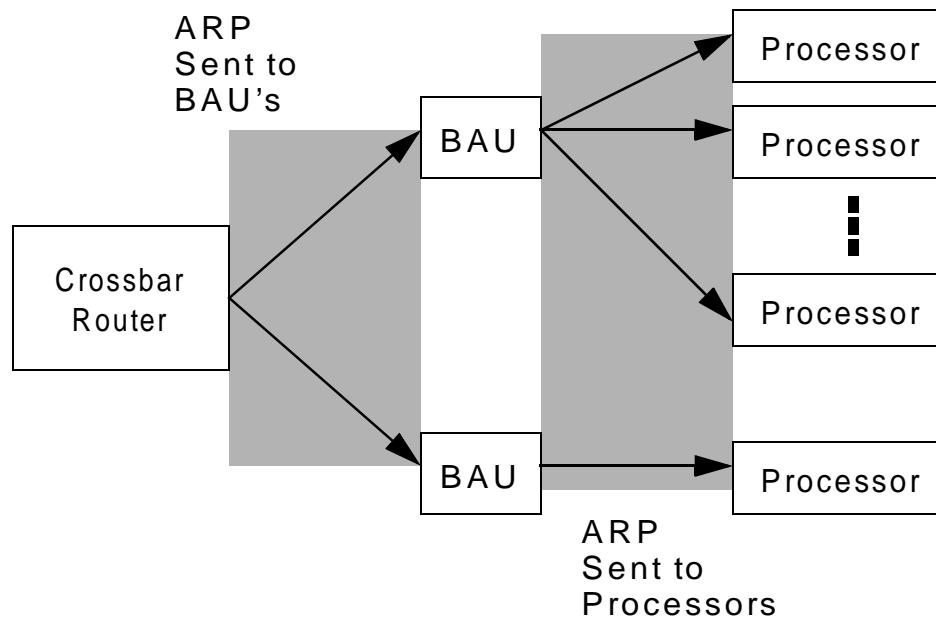 ARP
Sent to
BAU's
Processor
BAU
Processor
Crossbar
Router
Processor
BAU
Processor
ARP
Sent to
Processors